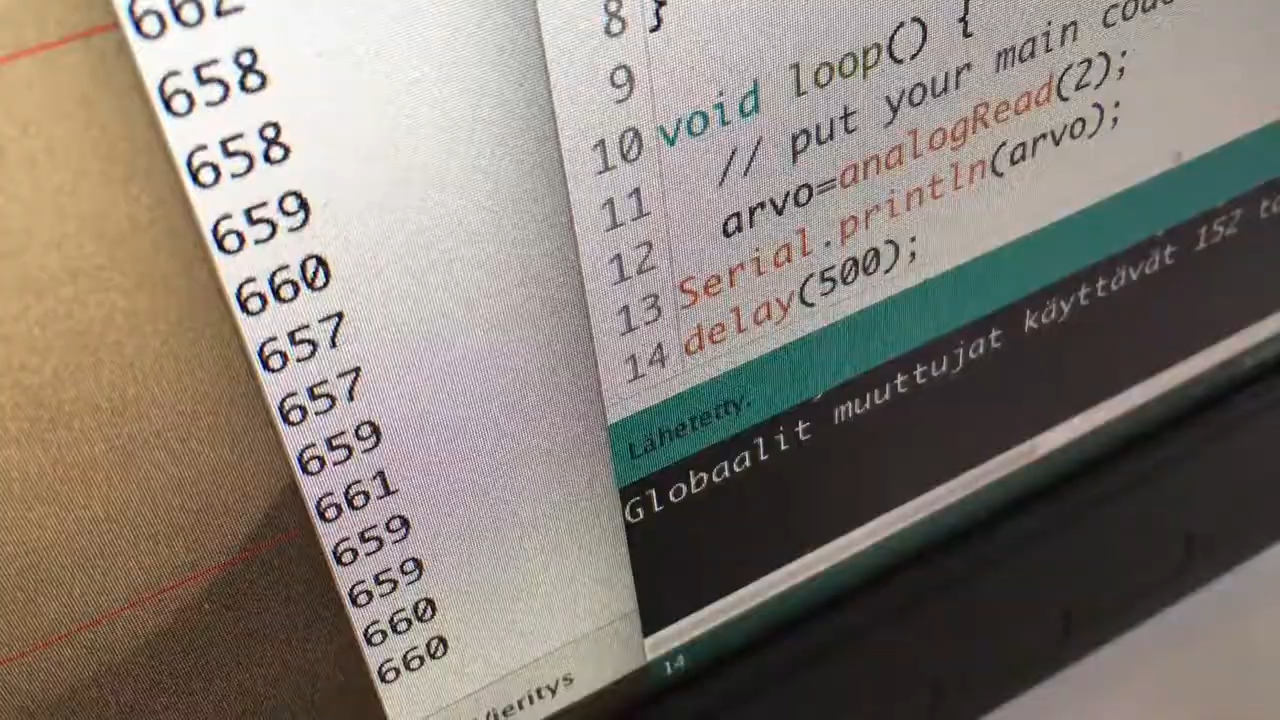 662
658
658
659
660
657
657
659
661
659
659
660
660
8 }
9
10 void loop() {
11 // put your main code
12 arvo=analogRead(2);
13 Serial.println(arvo);
14 delay(500);
Lähetetty.
Globaalit muuttujat käyttävät 152
14